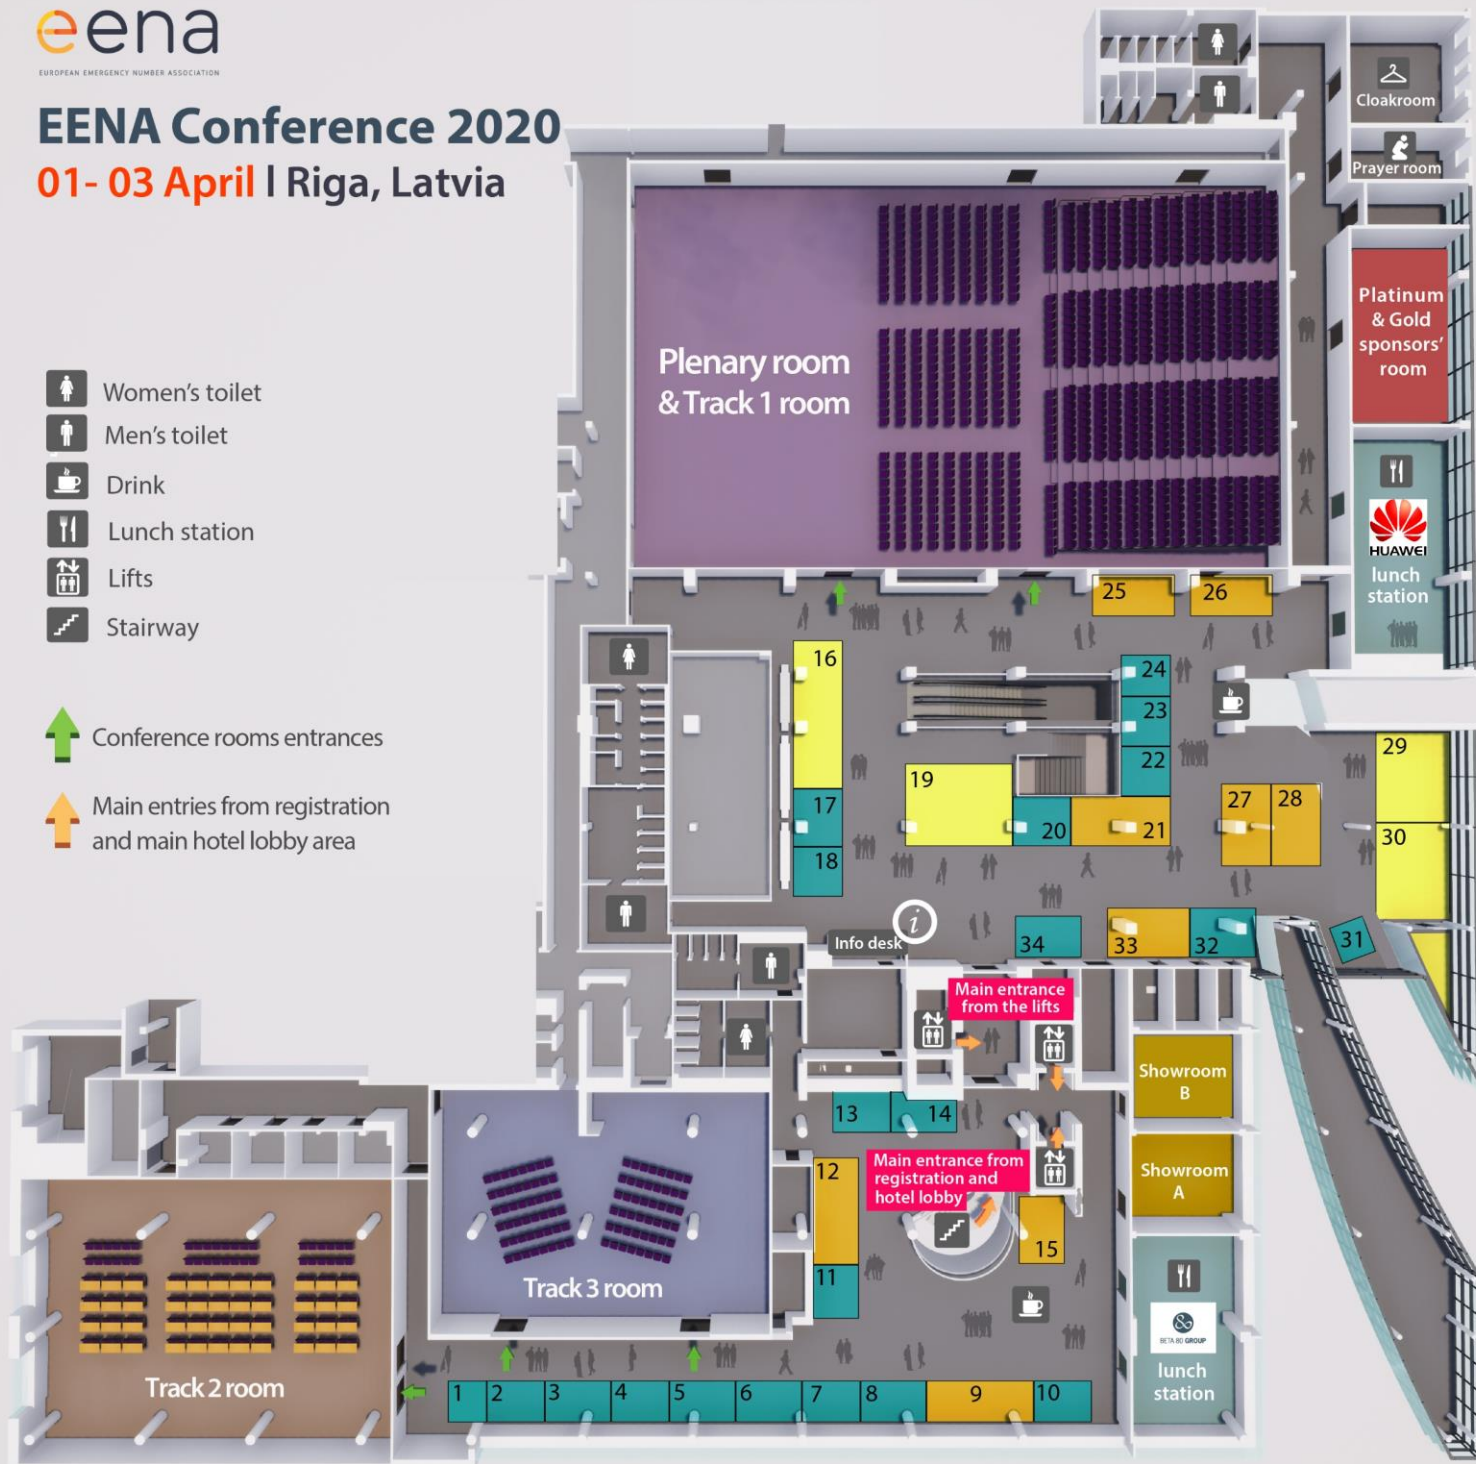 eena
EUROPEAN EMERGENCY NUMBER ASSOCIATION
EENA Conference 2020
01- 03 April I Riga, Latvia
Women's toilet
Men's toilet
Drink
Lunch station
Lifts
Stairway
Conference rooms entrances
Main entries from registration
and main hotel lobby area
Cloakroom
Prayer room
Platinum
& Gold
sponsors'
room
Plenary room
& Track 1 room
HUAWEI
lunch
station
25
26
16
24
23
22
29
19
17
20
21
27
28
30
18
i
Info desk
34
33
32
31
Main entrance
from the lifts
Showroom
B
13
14
Main entrance from
registration and
hotel lobby
12
Showroom
A
15
11
Track 3 room
&
BETA 80 GROUP
lunch
station
Track 2 room
1
2
3
4
5
6
7
8
9
10